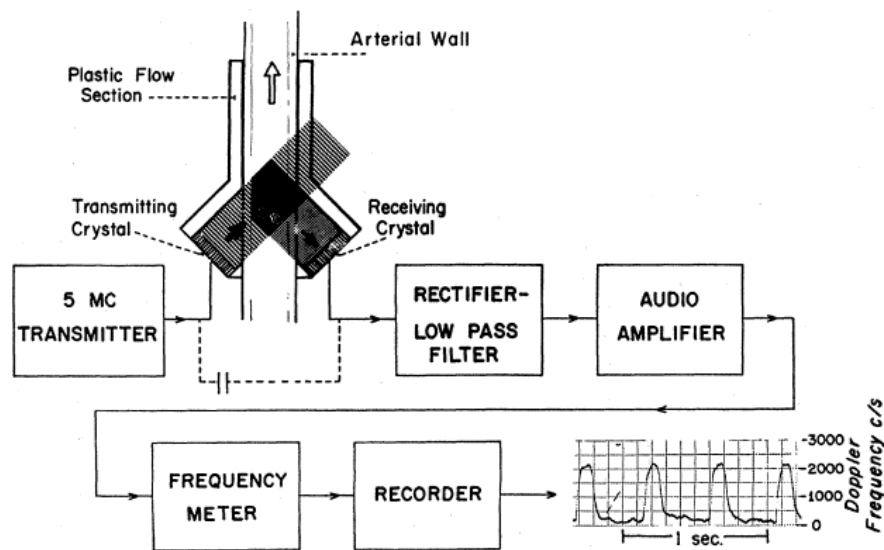 Arterial Wall
Plastic Flow
Section
Transmitting
Crystal
Receiving
Crystal
5 MC
TRANSMITTER
RECTIFIER-
LOW PASS
FILTER
AUDIO
AMPLIFIER
FREQUENCY
METER
RECORDER
3000
2000
1000
0
Doppler
Frequency c/s
1 sec.